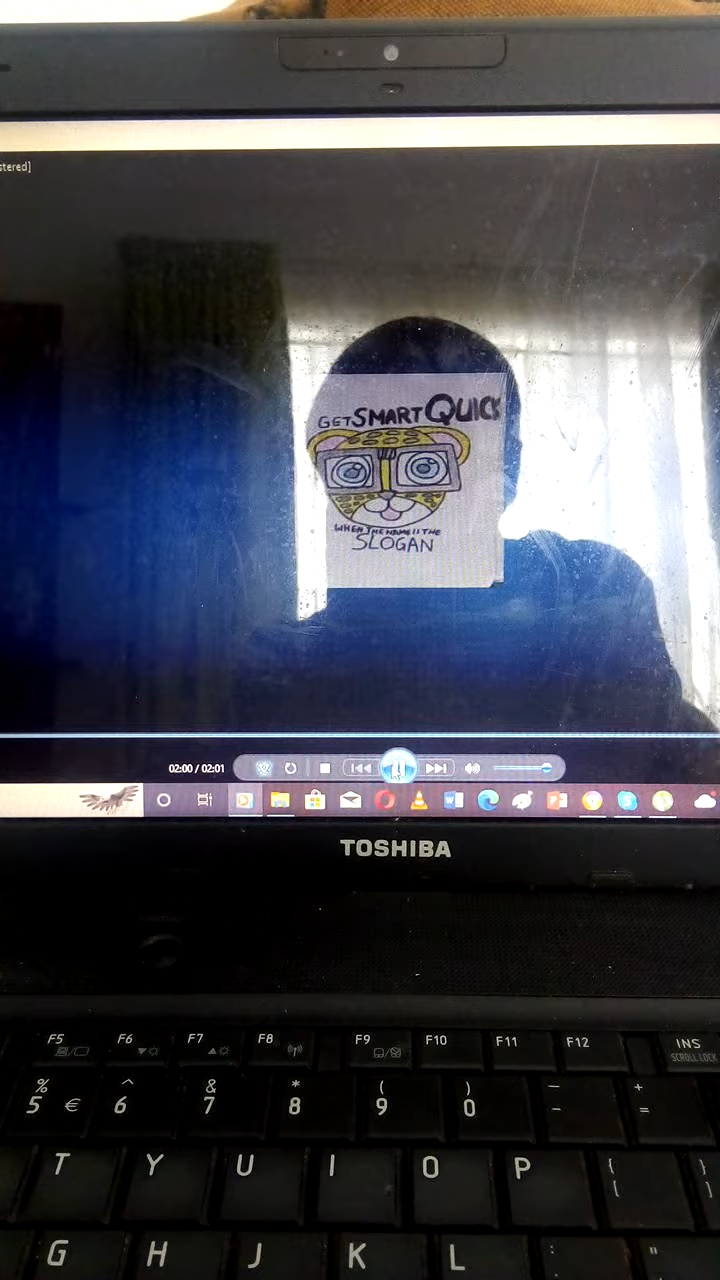 stered]
GET SMART QUICK
WHEN THE NAME IS THE
SLOGAN
02:00 / 02:01
TOSHIBA
F5 F6 F7 F8 F9 F10 F11 F12 INS
SCROLL LOCK
% ^ & * ( ) — +
5 € 6 7 8 9 0 - =
T Y U I O P { }
[ ]
G H J K L : "